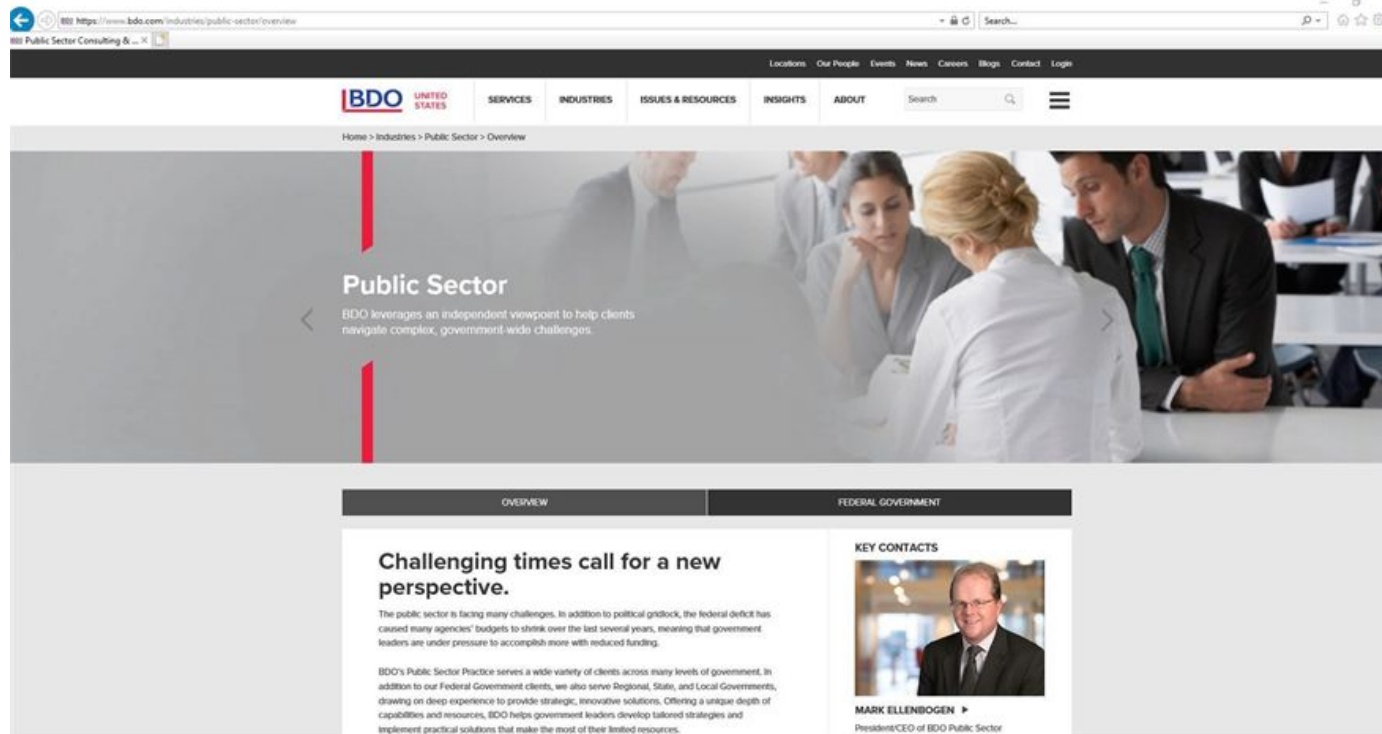 https://www.bdo.com/industries/public-sector/overview
Search...
Public Sector Consulting & ...
Locations Our People Events News Careers Blogs Contact Login
BDO UNITED STATES
SERVICES INDUSTRIES ISSUES & RESOURCES INSIGHTS ABOUT Search
Home > Industries > Public Sector > Overview
Public Sector
BDO leverages an independent viewpoint to help clients
navigate complex, government-wide challenges.
OVERVIEW
FEDERAL GOVERNMENT
Challenging times call for a new
perspective.
The public sector is facing many challenges. In addition to political gridlock, the federal deficit has
caused many agencies' budgets to shrink over the last several years, meaning that government
leaders are under pressure to accomplish more with reduced funding.
BDO's Public Sector Practice serves a wide variety of clients across many levels of government. In
addition to our Federal Government clients, we also serve Regional, State, and Local Governments,
drawing on deep experience to provide strategic, innovative solutions. Offering a unique depth of
capabilities and resources, BDO helps government leaders develop tailored strategies and
implement practical solutions that make the most of their limited resources.
KEY CONTACTS
MARK ELLENBOGEN
President/CEO of BDO Public Sector